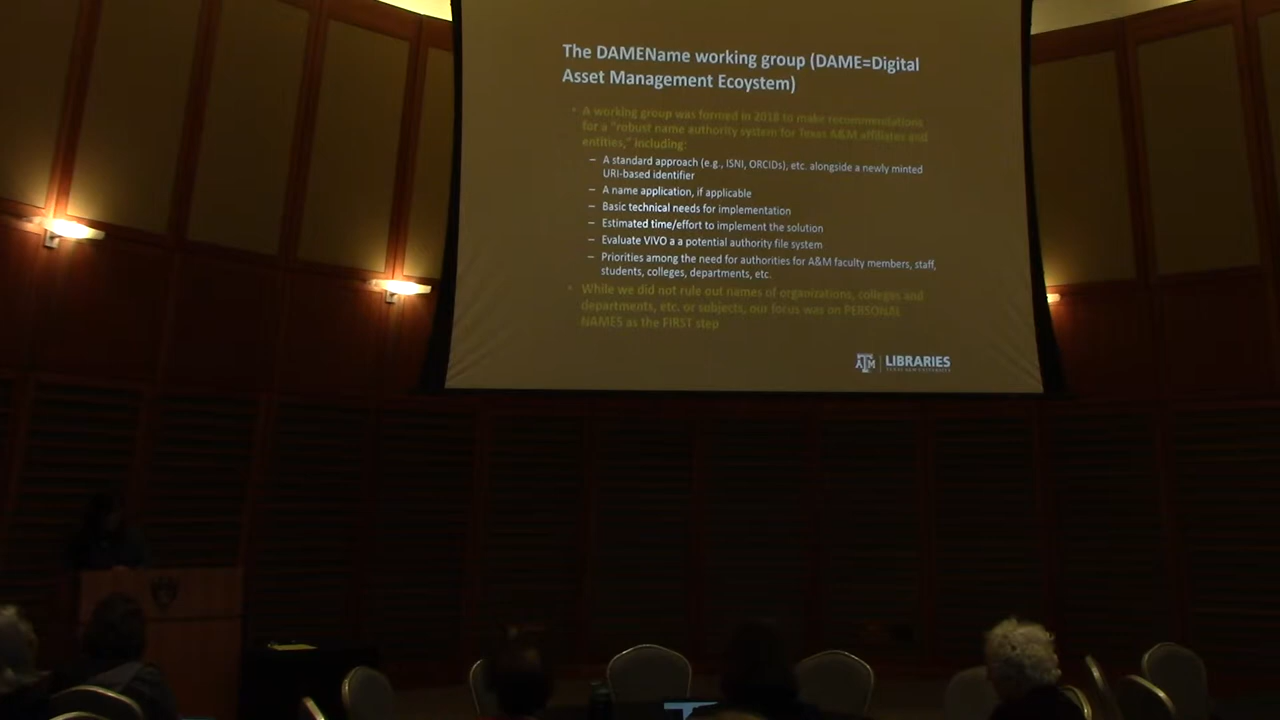 The DAMEName working group (DAME=Digital
Asset Management Ecoystem)
• A working group was formed in 2018 to make recommendations
for a "robust name authority system for Texas A&M affiliates and
entities," including:
– A standard approach (e.g., ISNI, ORCIDs), etc. alongside a newly minted
URI-based identifier
– A name application, if applicable
– Basic technical needs for implementation
– Estimated time/effort to implement the solution
– Evaluate VIVO a a potential authority file system
– Priorities among the need for authorities for A&M faculty members, staff,
students, colleges, departments, etc.
• While we did not rule out names of organizations, colleges and
departments, etc. or subjects, our focus was on PERSONAL
NAMES as the FIRST step
ATM LIBRARIES
TEXAS A&M UNIVERSITY